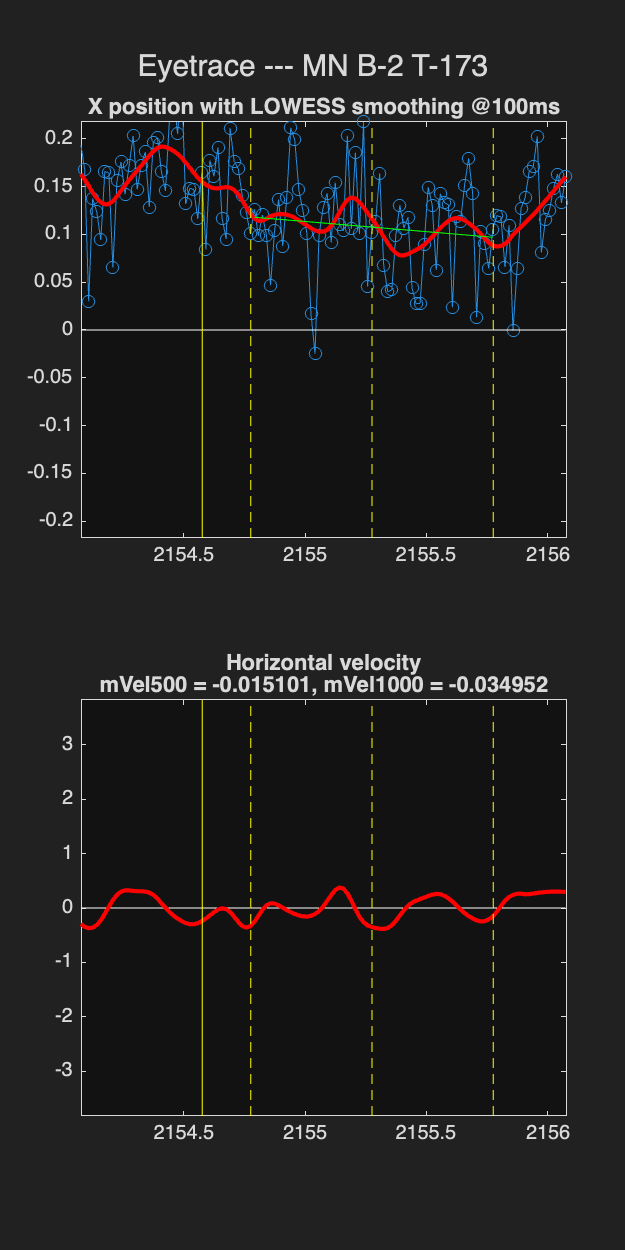 Eyetrace --- MN B-2 T-173
X position with LOWESS smoothing @100ms
0.2
0.15
0.1
0.05
0
-0.05
-0.1
-0.15
-0.2
2154.5 2155 2155.5 2156
Horizontal velocity
mVel500 = -0.015101, mVel1000 = -0.034952
3
2
1
0
-1
-2
-3
2154.5 2155 2155.5 2156